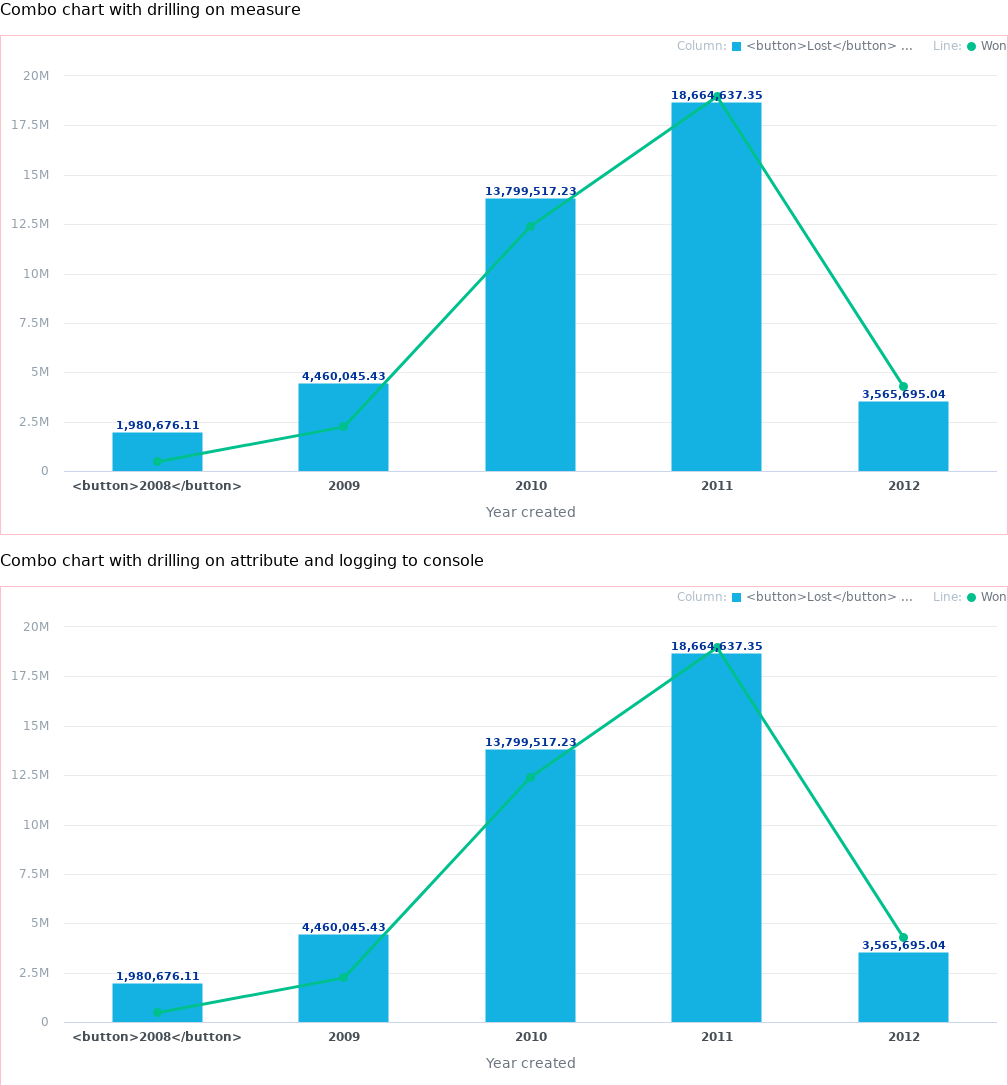 Combo chart with drilling on measure
Column: <button>Lost</button> ... Line: Won
20M
17.5M
15M
12.5M
10M
7.5M
5M
2.5M
0
1,980,676.11
4,460,045.43
13,799,517.23
18,664,637.35
3,565,695.04
<button>2008</button> 2009 2010 2011 2012
Year created
Combo chart with drilling on attribute and logging to console
Column: <button>Lost</button> ... Line: Won
20M
17.5M
15M
12.5M
10M
7.5M
5M
2.5M
0
1,980,676.11
4,460,045.43
13,799,517.23
18,664,637.35
3,565,695.04
<button>2008</button> 2009 2010 2011 2012
Year created